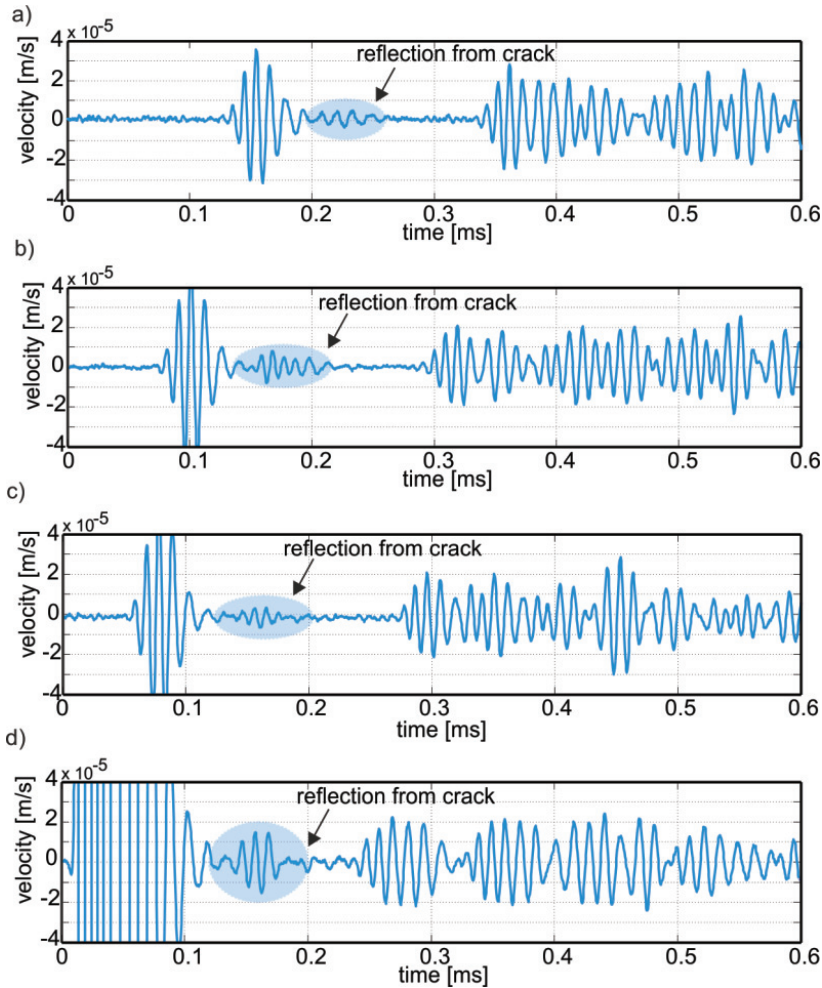 a)
4 x 10-5
reflection from crack
velocity [m/s]
2
0
-2
-4
0 0.1 0.2 0.3 0.4 0.5 0.6
time [ms]
b)
4 x 10-5
reflection from crack
velocity [m/s]
2
0
-2
-4
0 0.1 0.2 0.3 0.4 0.5 0.6
time [ms]
c)
4 x 10-5
reflection from crack
velocity [m/s]
2
0
-2
-4
0 0.1 0.2 0.3 0.4 0.5 0.6
time [ms]
d)
4 x 10-5
reflection from crack
velocity [m/s]
2
0
-2
-4
0 0.1 0.2 0.3 0.4 0.5 0.6
time [ms]